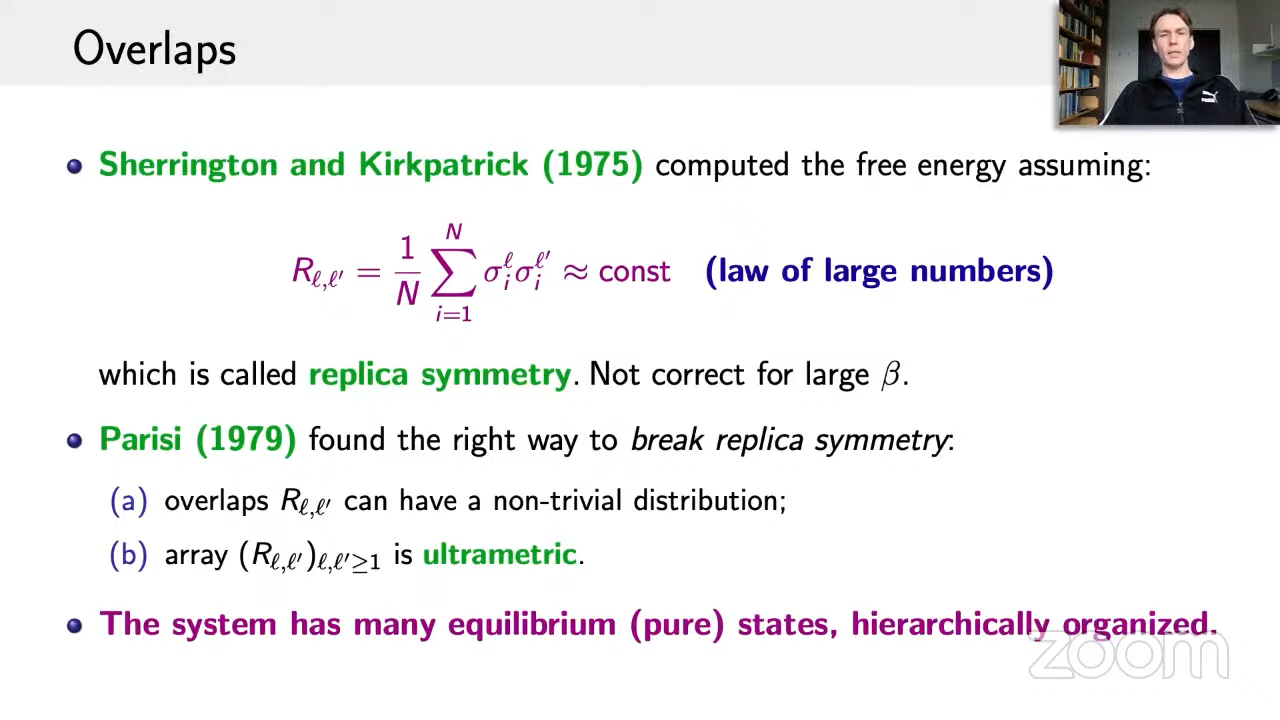 Overlaps
PUMA
Sherrington and Kirkpatrick (1975) computed the free energy assuming:
R_{ℓ,ℓ′} = \frac{1}{N} \sum_{i=1}^{N} σ_i^ℓ σ_i^{ℓ′} ≈ const (law of large numbers)
which is called replica symmetry. Not correct for large β.
Parisi (1979) found the right way to break replica symmetry:
(a) overlaps R_{ℓ,ℓ′} can have a non-trivial distribution;
(b) array (R_{ℓ,ℓ′})_{ℓ,ℓ′≥1} is ultrametric.
The system has many equilibrium (pure) states, hierarchically organized.
zoom